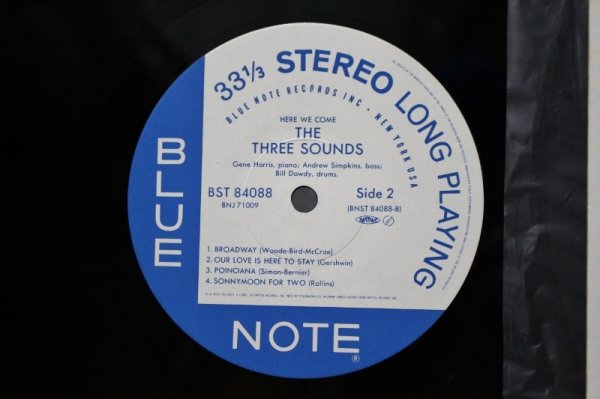 33 1/3 STEREO LONG PLAYING
BLUE NOTE RECORDS INC • NEW YORK USA
HERE WE COME
THE
THREE SOUNDS
Gene Harris, piano; Andrew Simpkins, bass;
Bill Dowdy, drums.
BST 84088 Side 2
BNJ 71009 (BNST 84088-B)
1. BROADWAY (Woode-Bird-McCrae)
2. OUR LOVE IS HERE TO STAY (Gershwin)
3. POINCIANA (Simon-Bernier)
4. SONNYMOON FOR TWO (Rollins)
BLUE
NOTE
®